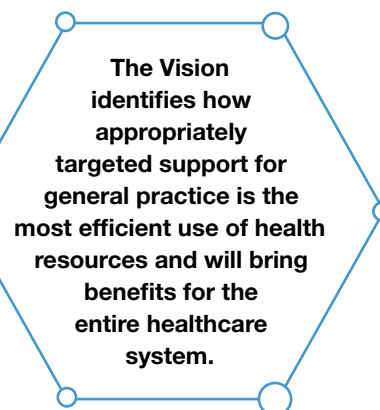 The Vision
identifies how
appropriately
targeted support for
general practice is the
most efficient use of health
resources and will bring
benefits for the
entire healthcare
system.